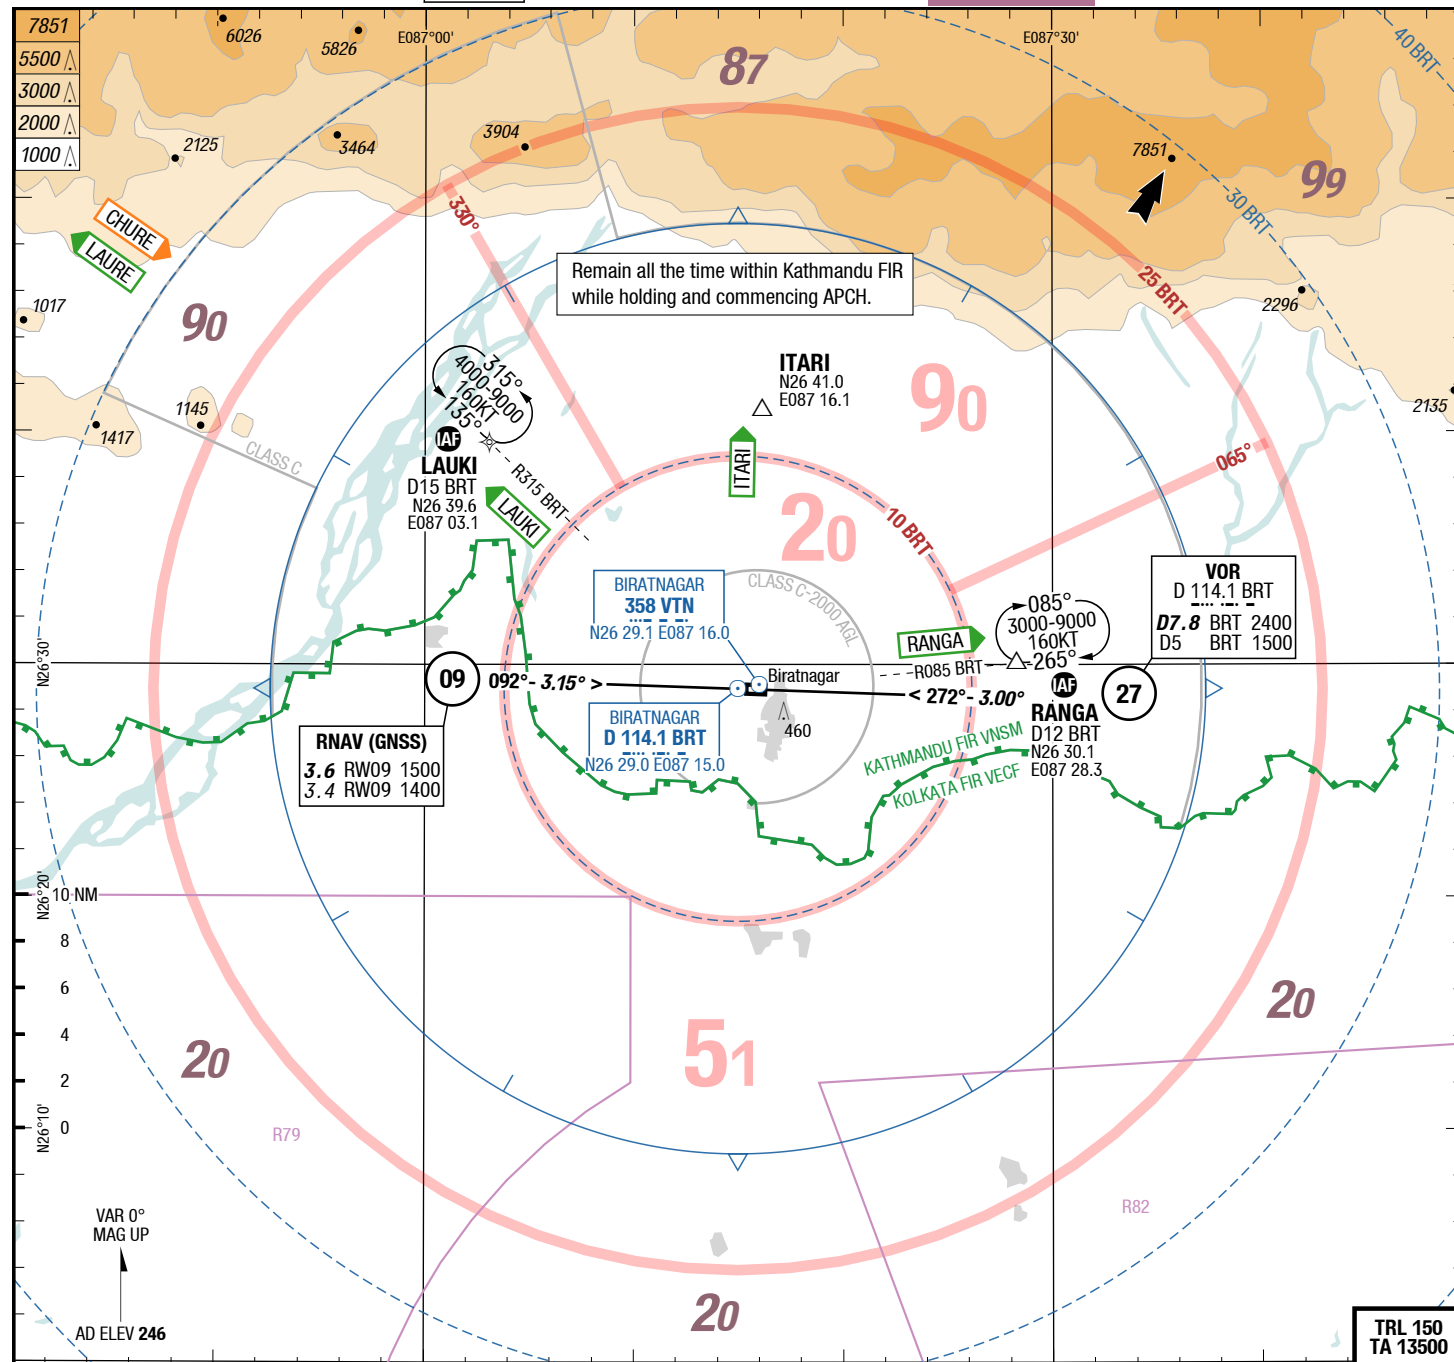 7851
5500
3000
2000
1000
6026
5826
E087°00'
87
E087°30'
40 BRT
2125
3464
3904
7851
99
30 BRT
CHURE
LAURE
330°
25 BRT
Remain all the time within Kathmandu FIR
while holding and commencing APCH.
1017
90
2296
315°
4000-9000
160KT
135°
ITARI
N26 41.0
E087 16.1
90
2135
1145
1417
CLASS C
IAF
LAUKI
D15 BRT
N26 39.6
E087 03.1
R315 BRT
LAUKI
ITARI
065°
20
10 BRT
BIRATNAGAR
358 VTN
N26 29.1 E087 16.0
CLASS C-2000 AGL
VOR
D 114.1 BRT
D7.8 BRT 2400
D5 BRT 1500
085°
3000-9000
160KT
265°
RANGA
R085 BRT
N26°30'
09
092°- 3.15° >
Biratnagar
< 272°- 3.00°
IAF
27
RANGA
D12 BRT
N26 30.1
E087 28.3
BIRATNAGAR
D 114.1 BRT
N26 29.0 E087 15.0
460
RNAV (GNSS)
3.6 RW09 1500
3.4 RW09 1400
KATHMANDU FIR VNSM
KOLKATA FIR VECF
N26°20'
10 NM
8
6
4
2
0
N26°10'
20
51
20
R79
R82
VAR 0°
MAG UP
AD ELEV 246
20
TRL 150
TA 13500